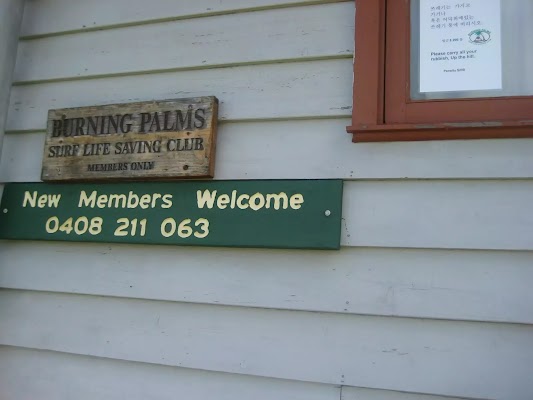 BURNING PALMS
SURF LIFE SAVING CLUB
MEMBERS ONLY
New Members Welcome
0408 211 063
Please carry all your
rubbish, Up the hill.